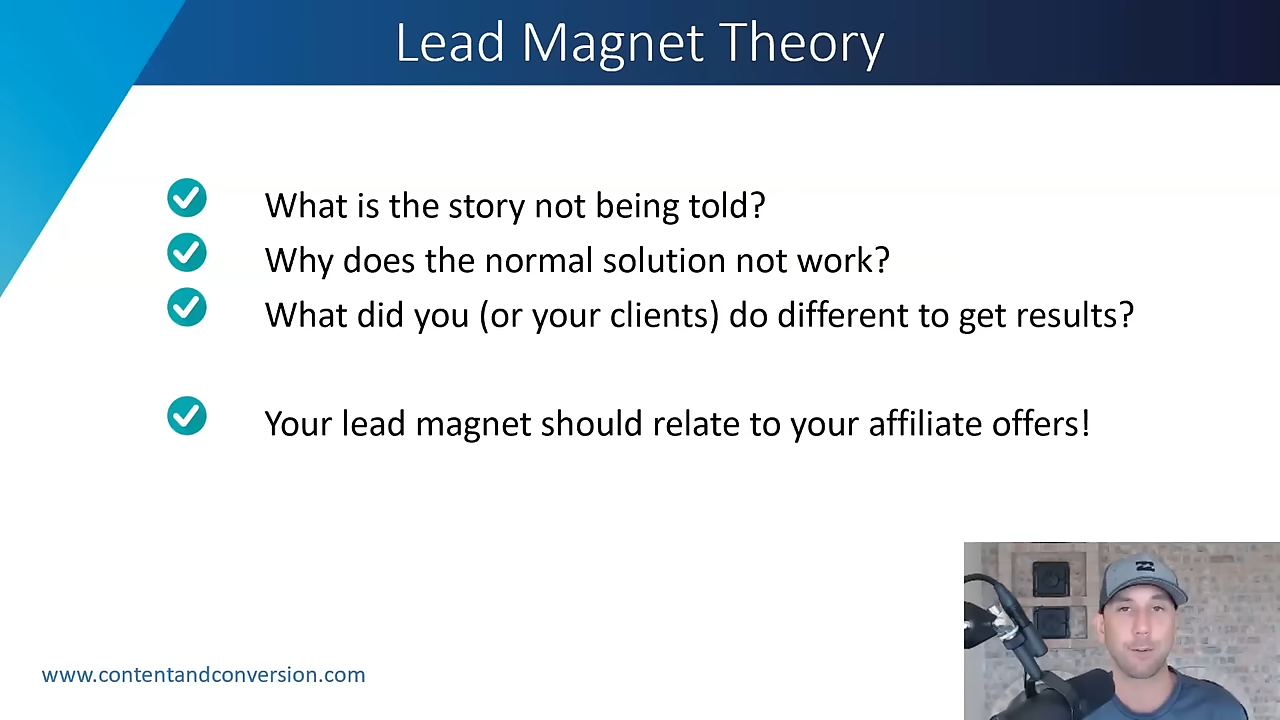 Lead Magnet Theory
What is the story not being told?
Why does the normal solution not work?
What did you (or your clients) do different to get results?
Your lead magnet should relate to your affiliate offers!
www.contentandconversion.com